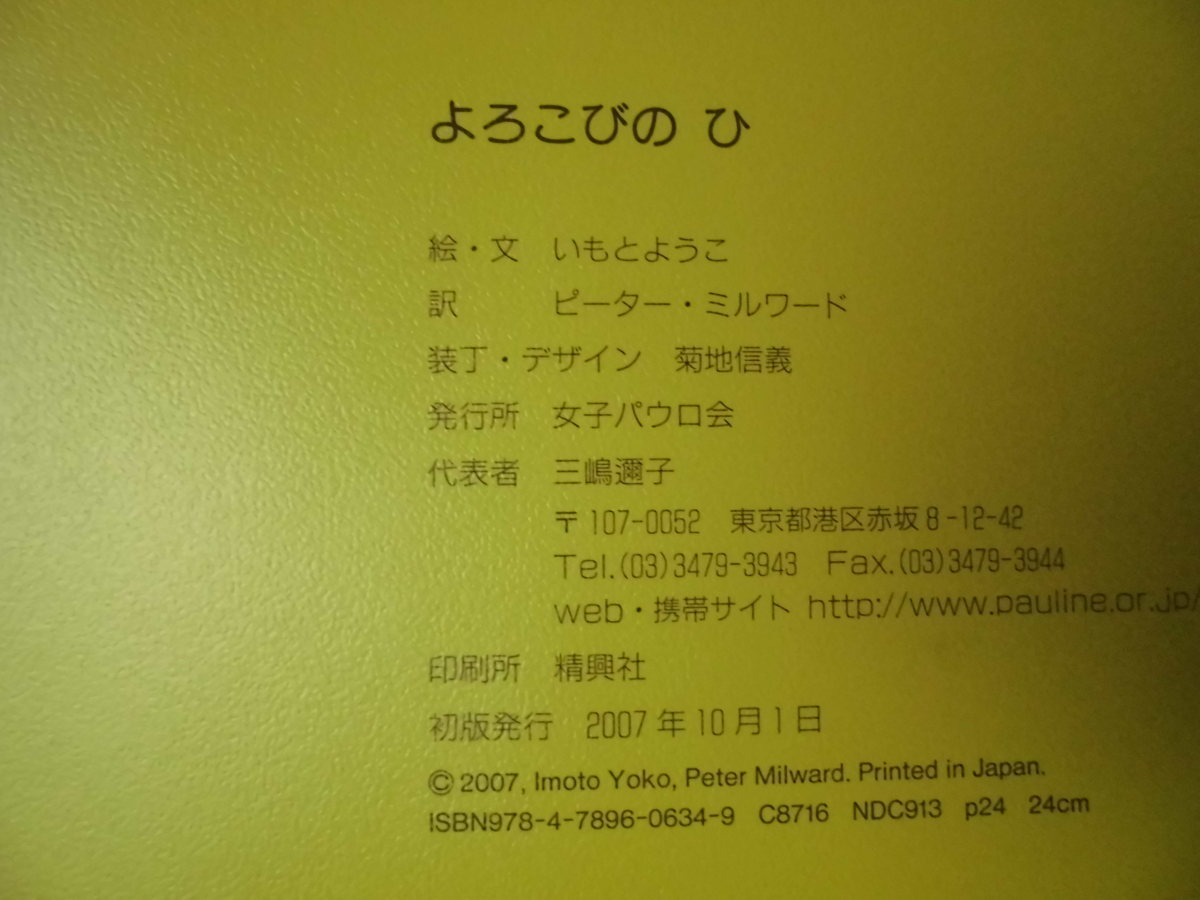 よろこびの ひ
絵・文　いもとようこ
訳　　　ピーター・ミルワード
装丁・デザイン　菊地信義
発行所　女子パウロ会
代表者　三嶋邇子
〒107-0052　東京都港区赤坂8-12-42
Tel.(03)3479-3943　Fax.(03)3479-3944
web・携帯サイト http://www.pauline.or.jp/
印刷所　精興社
初版発行　2007年10月1日
©2007, Imoto Yoko, Peter Milward. Printed in Japan.
ISBN978-4-7896-0634-9　C8716　NDC913　p24　24cm